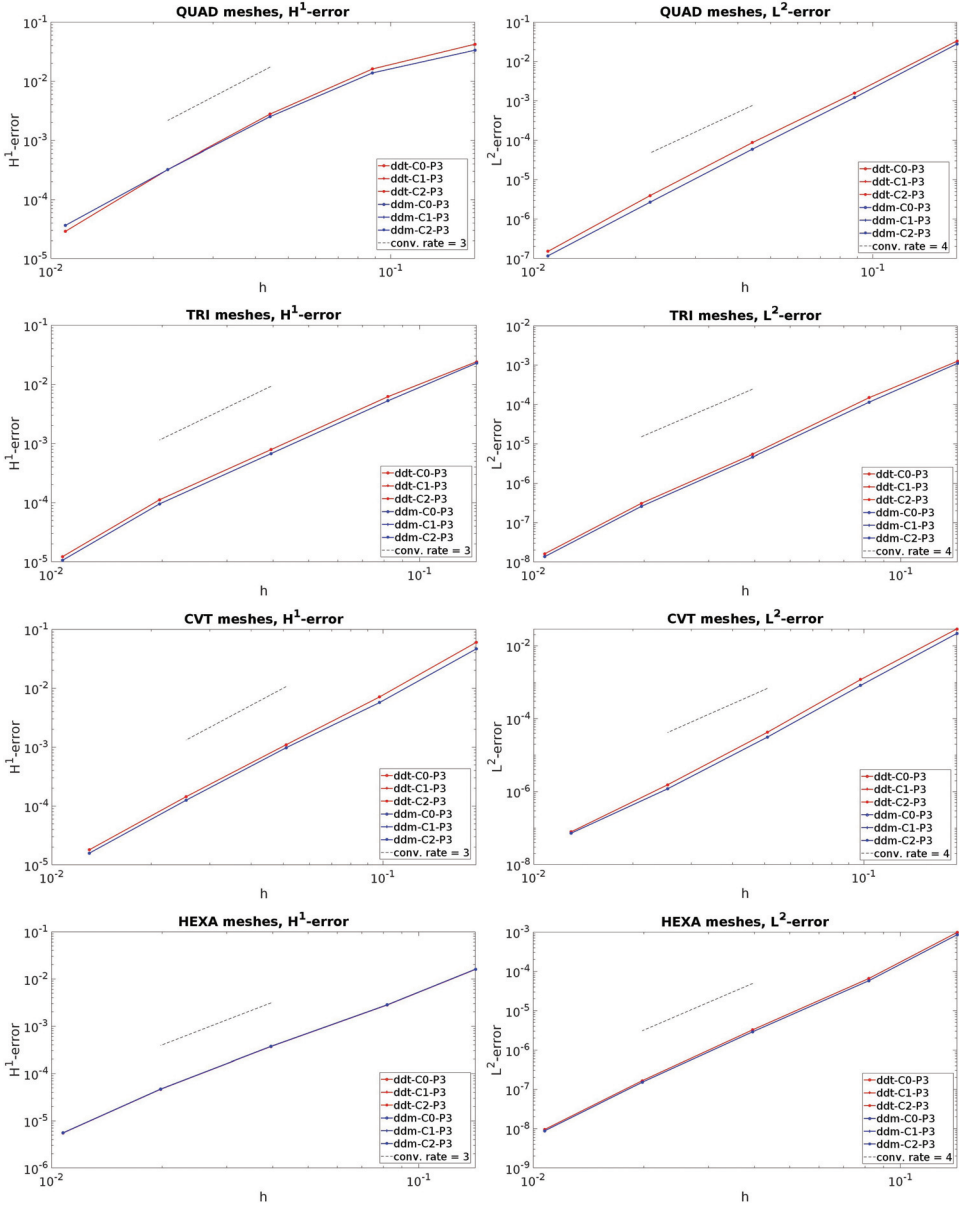 QUAD meshes, H¹-error
10⁻¹
10⁻²
10⁻³
10⁻⁴
10⁻⁵
H¹-error
ddt-C0-P3
ddt-C1-P3
ddt-C2-P3
ddm-C0-P3
ddm-C1-P3
ddm-C2-P3
conv. rate = 3
10⁻²
10⁻¹
h
QUAD meshes, L²-error
10⁻¹
10⁻²
10⁻³
10⁻⁴
10⁻⁵
10⁻⁶
10⁻⁷
L²-error
ddt-C0-P3
ddt-C1-P3
ddt-C2-P3
ddm-C0-P3
ddm-C1-P3
ddm-C2-P3
conv. rate = 4
10⁻²
10⁻¹
h
TRI meshes, H¹-error
10⁻¹
10⁻²
10⁻³
10⁻⁴
10⁻⁵
H¹-error
ddt-C0-P3
ddt-C1-P3
ddt-C2-P3
ddm-C0-P3
ddm-C1-P3
ddm-C2-P3
conv. rate = 3
10⁻²
10⁻¹
h
TRI meshes, L²-error
10⁻²
10⁻³
10⁻⁴
10⁻⁵
10⁻⁶
10⁻⁷
10⁻⁸
L²-error
ddt-C0-P3
ddt-C1-P3
ddt-C2-P3
ddm-C0-P3
ddm-C1-P3
ddm-C2-P3
conv. rate = 4
10⁻²
10⁻¹
h
CVT meshes, H¹-error
10⁻¹
10⁻²
10⁻³
10⁻⁴
10⁻⁵
H¹-error
ddt-C0-P3
ddt-C1-P3
ddt-C2-P3
ddm-C0-P3
ddm-C1-P3
ddm-C2-P3
conv. rate = 3
10⁻²
10⁻¹
h
CVT meshes, L²-error
10⁻²
10⁻⁴
10⁻⁶
10⁻⁸
L²-error
ddt-C0-P3
ddt-C1-P3
ddt-C2-P3
ddm-C0-P3
ddm-C1-P3
ddm-C2-P3
conv. rate = 4
10⁻²
10⁻¹
h
HEXA meshes, H¹-error
10⁻¹
10⁻²
10⁻³
10⁻⁴
10⁻⁵
10⁻⁶
H¹-error
ddt-C0-P3
ddt-C1-P3
ddt-C2-P3
ddm-C0-P3
ddm-C1-P3
ddm-C2-P3
conv. rate = 3
10⁻²
10⁻¹
h
HEXA meshes, L²-error
10⁻³
10⁻⁴
10⁻⁵
10⁻⁶
10⁻⁷
10⁻⁸
10⁻⁹
L²-error
ddt-C0-P3
ddt-C1-P3
ddt-C2-P3
ddm-C0-P3
ddm-C1-P3
ddm-C2-P3
conv. rate = 4
10⁻²
10⁻¹
h